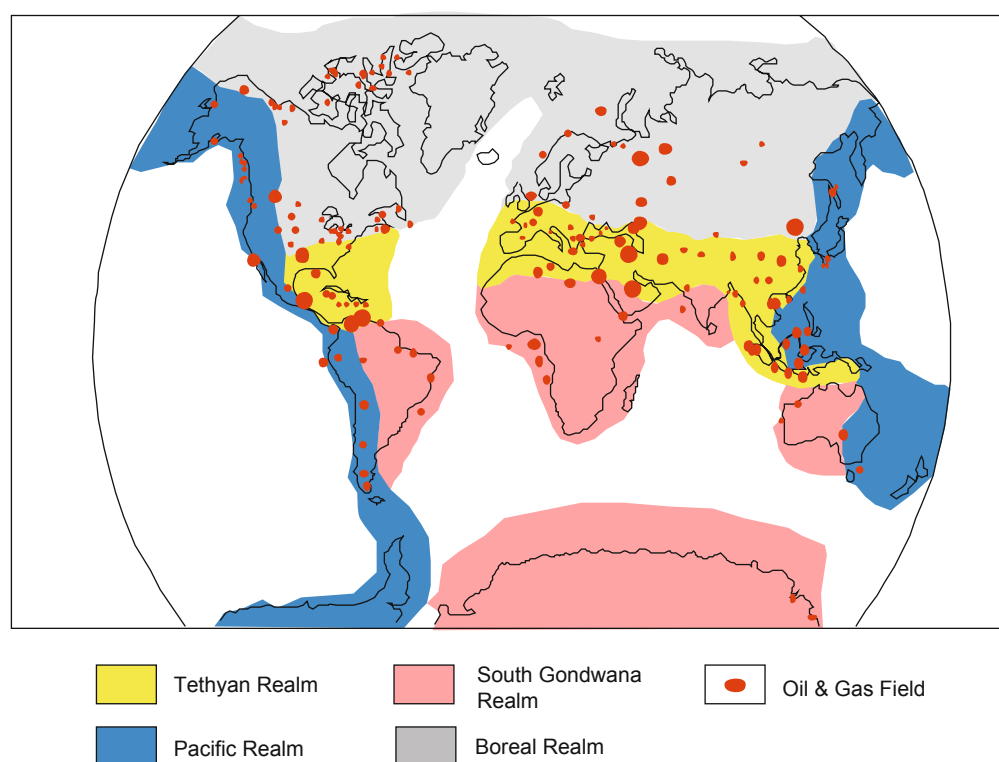 Tethyan Realm
South Gondwana
Realm
Oil & Gas Field
Pacific Realm
Boreal Realm